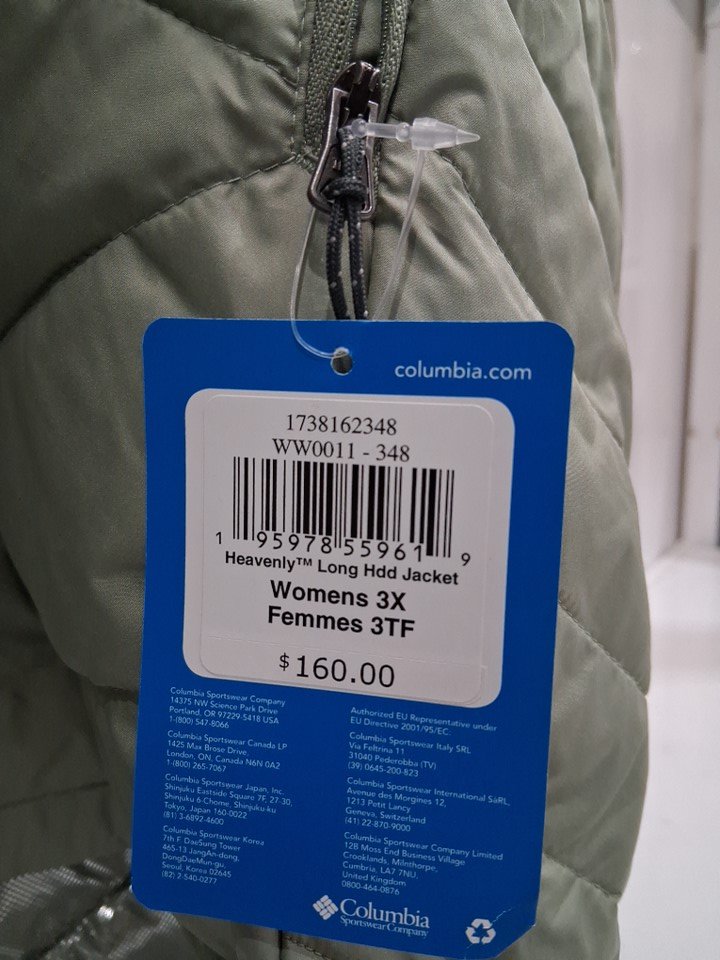 columbia.com
1738162348
WW0011 - 348
1 95978 55961 9
Heavenly™ Long Hdd Jacket
Womens 3X
Femmes 3TF
$160.00
Columbia Sportswear Company
14375 NW Science Park Drive
Portland, OR 97229-5418 USA
1-(800) 547-8066
Columbia Sportswear Canada LP
1425 Max Brose Drive,
London, ON, Canada N6N 0A2
1-(800) 265-7067
Columbia Sportswear Japan, Inc.
Shinjuku Eastside Square 7F, 27-30,
Shinjuku 6-Chome, Shinjuku-ku
Tokyo, Japan 160-0022
(81) 3-6892-4600
Columbia Sportswear Korea
7th F. DaeSung Tower
465-13 JangAn-dong,
DongDaeMun-gu
Seoul, Korea 02645
(82) 2-540-0277
Authorized EU Representative under
EU Directive 2001/95/EC.
Columbia Sportswear Italy SRL
Via Feltrina 11
31040 Pederobba (TV)
(39) 0645-200-823
Columbia Sportswear International SàRL,
Avenue des Morgines 12,
1213 Petit Lancy
Geneva, Switzerland
(41) 22-870-9000
Columbia Sportswear Company Limited
12B Moss End Business Village
Crooklands, Milnthorpe,
Cumbria, LA7 7NU,
United Kingdom
0800-464-0876
Columbia
Sportswear Company